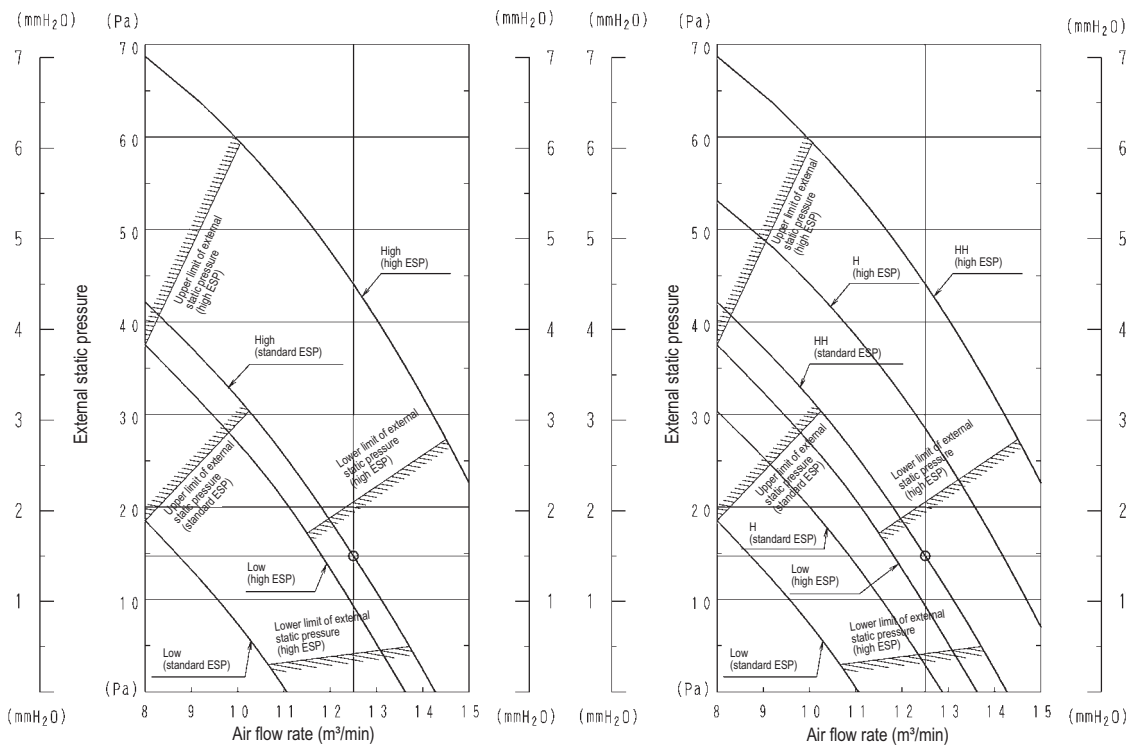 (mmH₂O)
(Pa)
(mmH₂O)
7
6
5
4
3
2
1
(mmH₂O)
70
60
50
40
30
20
10
(Pa)
External static pressure
Upper limit of external
static pressure
(high ESP)
High
(high ESP)
High
(standard ESP)
Upper limit of external
static pressure
(standard ESP)
Lower limit of external
static pressure
(high ESP)
Low
(high ESP)
Lower limit of external
static pressure
(high ESP)
Low
(standard ESP)
8 9 10 11 12 13 14 15
Air flow rate (m³/min)
7
6
5
4
3
2
1
(mmH₂O)
(mmH₂O)
(Pa)
(mmH₂O)
7
6
5
4
3
2
1
(mmH₂O)
70
60
50
40
30
20
10
(Pa)
External static pressure
Upper limit of external
static pressure
(high ESP)
H
(high ESP)
HH
(high ESP)
HH
(standard ESP)
Upper limit of external
static pressure
(standard ESP)
Lower limit of external
static pressure
(high ESP)
H
(standard ESP)
Low
(high ESP)
Lower limit of external
static pressure
(high ESP)
Low
(standard ESP)
8 9 10 11 12 13 14 15
Air flow rate (m³/min)
7
6
5
4
3
2
1
(mmH₂O)